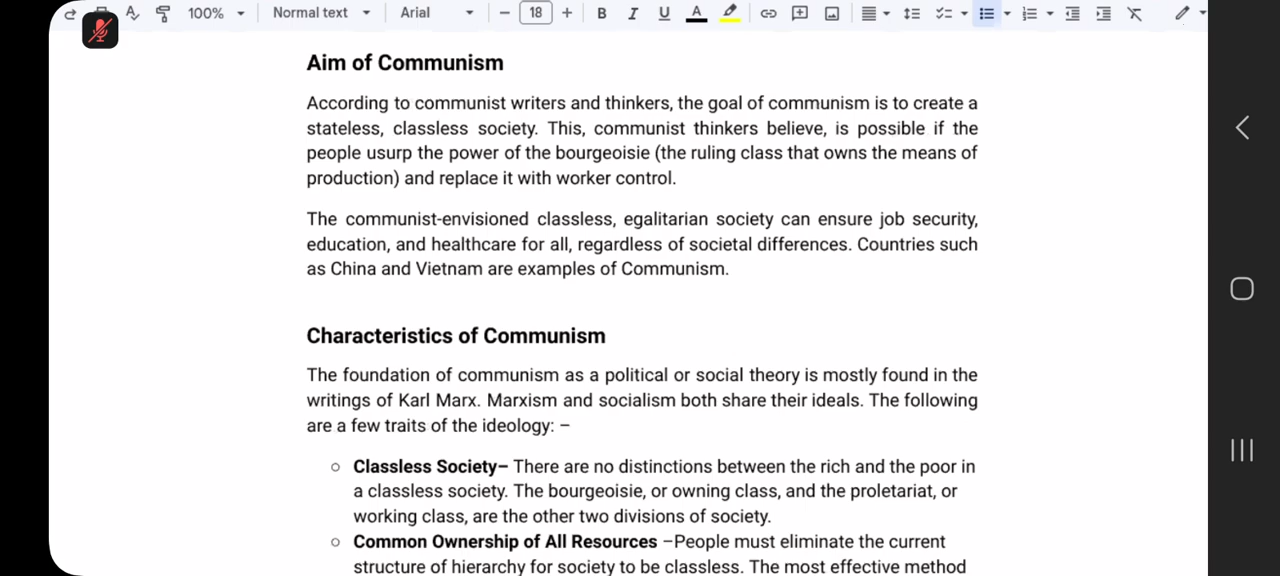 100% Normal text Arial − 18 + B I U A
Aim of Communism
According to communist writers and thinkers, the goal of communism is to create a
stateless, classless society. This, communist thinkers believe, is possible if the
people usurp the power of the bourgeoisie (the ruling class that owns the means of
production) and replace it with worker control.
The communist-envisioned classless, egalitarian society can ensure job security,
education, and healthcare for all, regardless of societal differences. Countries such
as China and Vietnam are examples of Communism.
Characteristics of Communism
The foundation of communism as a political or social theory is mostly found in the
writings of Karl Marx. Marxism and socialism both share their ideals. The following
are a few traits of the ideology: –
Classless Society– There are no distinctions between the rich and the poor in
a classless society. The bourgeoisie, or owning class, and the proletariat, or
working class, are the other two divisions of society.
Common Ownership of All Resources –People must eliminate the current
structure of hierarchy for society to be classless. The most effective method